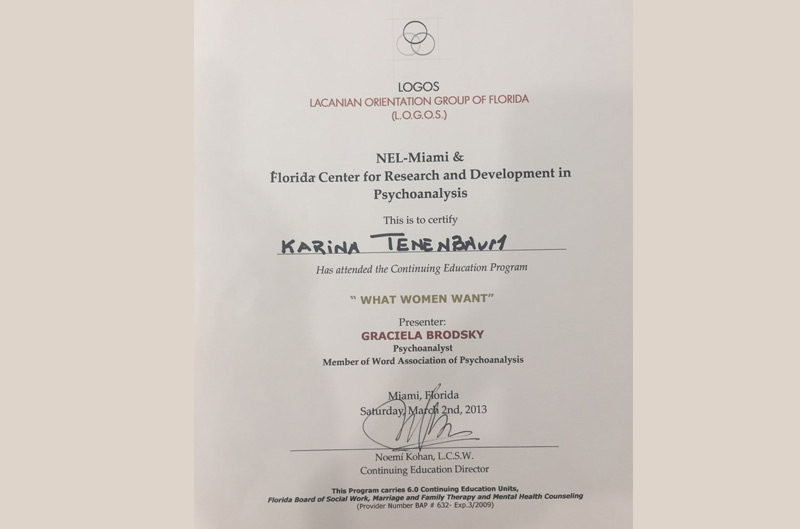 LOGOS
LACANIAN ORIENTATION GROUP OF FLORIDA
(L.O.G.O.S.)
NEL-Miami &
Florida Center for Research and Development in
Psychoanalysis
This is to certify
KARINA TENENBAUM
Has attended the Continuing Education Program
" WHAT WOMEN WANT"
Presenter:
GRACIELA BRODSKY
Psychoanalyst
Member of Word Association of Psychoanalysis
Miami, Florida
Saturday, March 2nd, 2013
Noemí Kohan, L.C.S.W.
Continuing Education Director
This Program carries 6.0 Continuing Education Units,
Florida Board of Social Work, Marriage and Family Therapy and Mental Health Counseling
(Provider Number BAP # 632- Exp.3/2009)